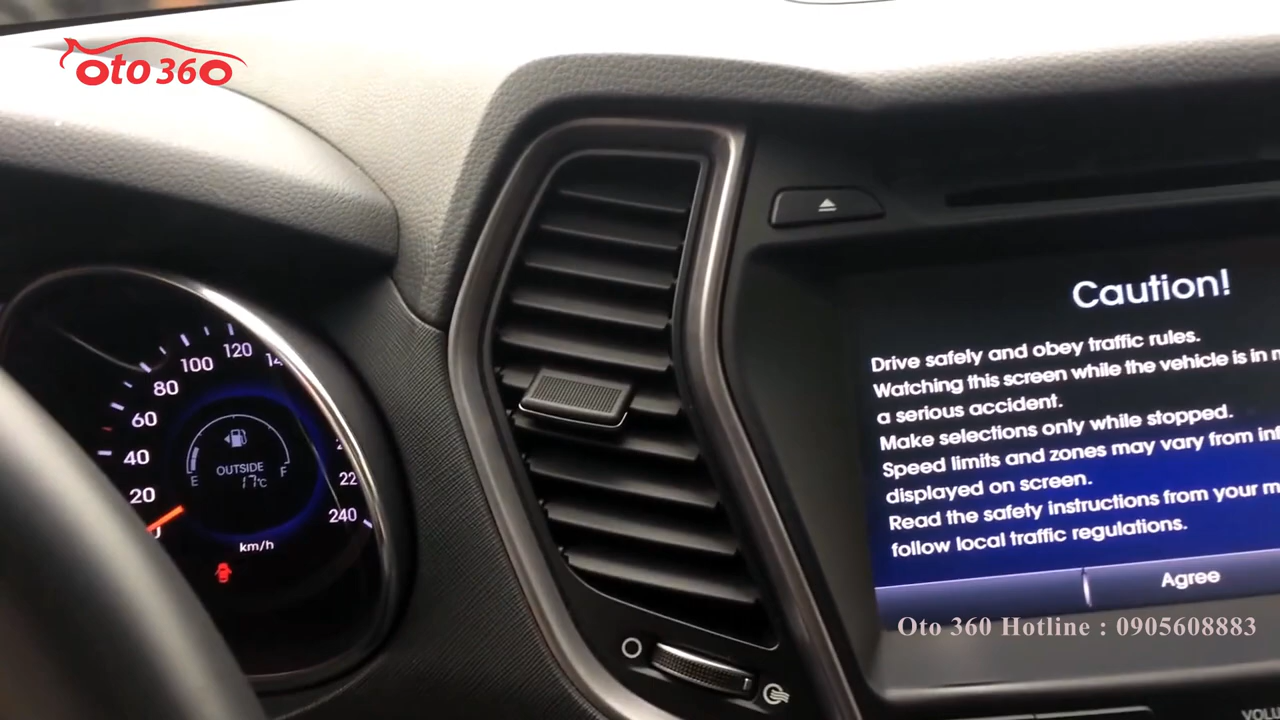 oto 360
Caution!
Drive safely and obey traffic rules.
Watching this screen while the vehicle is in
a serious accident.
Make selections only while stopped.
Speed limits and zones may vary from
displayed on screen.
Read the safety instructions from your
follow local traffic regulations.
Agree
Oto 360 Hotline : 0905608883
120
100
80
60
40
20
22
240
OUTSIDE
17°C
E
F
km/h